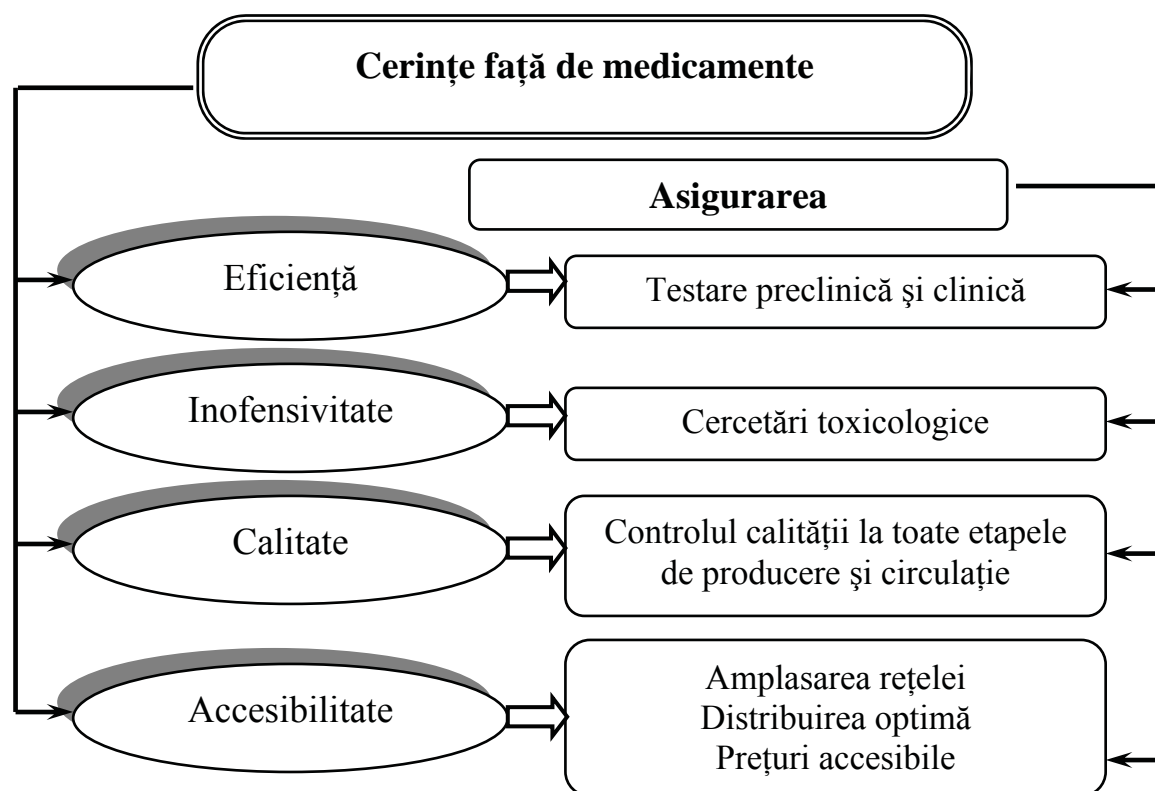 Cerințe față de medicamente
Asigurarea
Eficiență
Testare preclinică şi clinică
Inofensivitate
Cercetări toxicologice
Calitate
Controlul calității la toate etapele
de producere şi circulație
Accesibilitate
Amplasarea rețelei
Distribuirea optimă
Prețuri accesibile